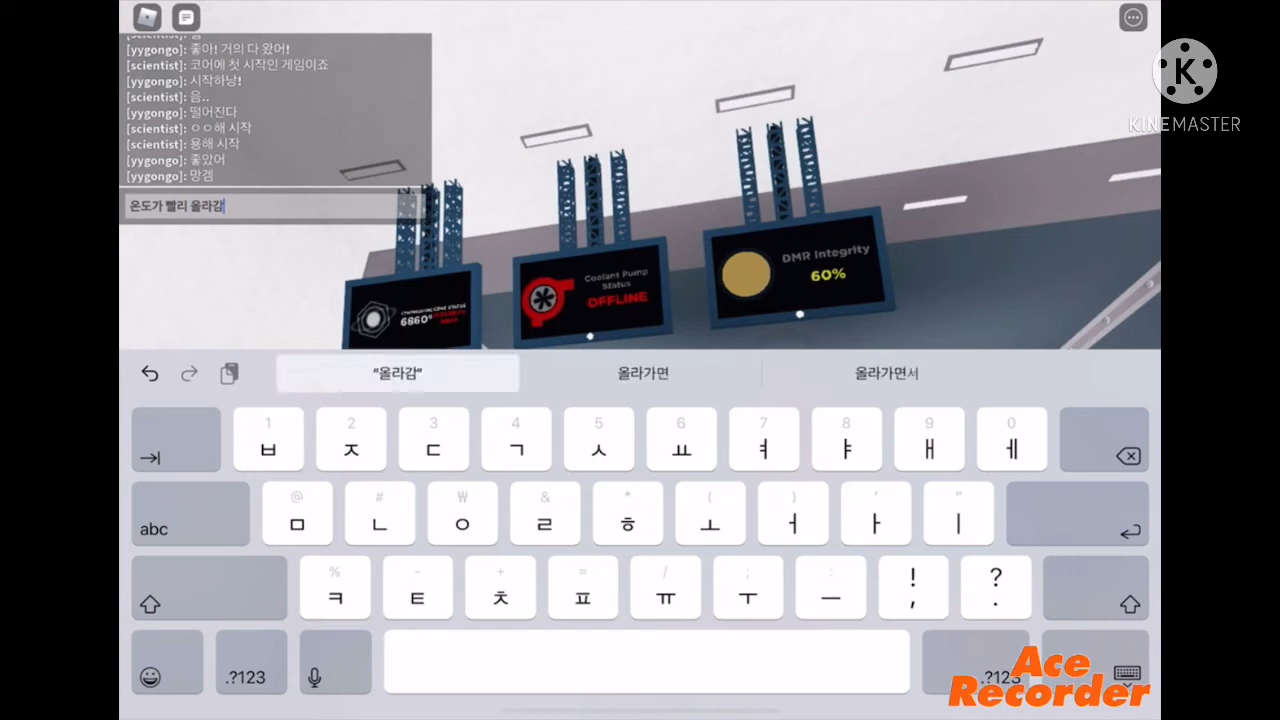 [yygongo]: 좋아! 거의 다 왔어!
[scientist]: 코어에 첫 시작인 게임이죠
[yygongo]: 시작하냥!
[scientist]: 음..
[yygongo]: 떨어진다
[scientist]: ㅇㅇ해 시작
[scientist]: 용해 시작
[yygongo]: 좋았어
[yygongo]: 망겜
온도가 빨리 올라감
K
KINEMASTER
6860°
Coolant Pump
Status
OFFLINE
DMR Integrity
60%
“올라감” 올라가면 올라가면서
1 2 3 4 5 6 7 8 9 0
ㅂ ㅈ ㄷ ㄱ ㅅ ㅛ ㅕ ㅑ ㅐ ㅔ
@ # ₩ & * ( ) ' "
abc ㅁ ㄴ ㅇ ㄹ ㅎ ㅗ ㅓ ㅏ ㅣ
% - + = / ; : ! ?
ㅋ ㅌ ㅊ ㅍ ㅠ ㅜ ㅡ , .
.?123 .?123
Ace
Recorder